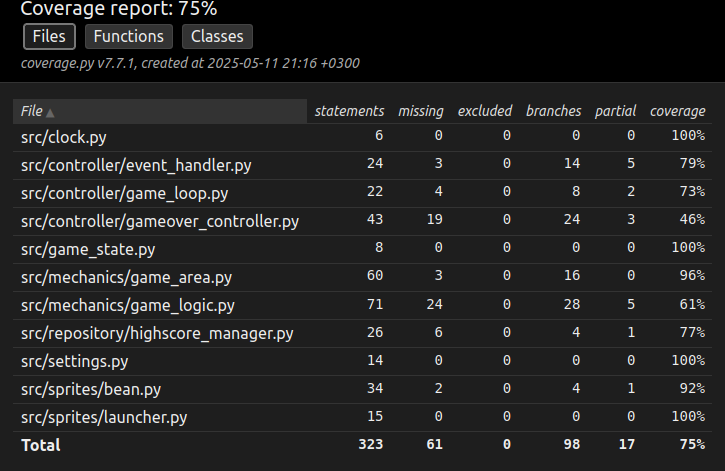 Coverage report: 75%
Files Functions Classes
coverage.py v7.7.1, created at 2025-05-11 21:16 +0300
File▲ statements missing excluded branches partial coverage
src/clock.py 6 0 0 0 0 100%
src/controller/event_handler.py 24 3 0 14 5 79%
src/controller/game_loop.py 22 4 0 8 2 73%
src/controller/gameover_controller.py 43 19 0 24 3 46%
src/game_state.py 8 0 0 0 0 100%
src/mechanics/game_area.py 60 3 0 16 0 96%
src/mechanics/game_logic.py 71 24 0 28 5 61%
src/repository/highscore_manager.py 26 6 0 4 1 77%
src/settings.py 14 0 0 0 0 100%
src/sprites/bean.py 34 2 0 4 1 92%
src/sprites/launcher.py 15 0 0 0 0 100%
Total 323 61 0 98 17 75%